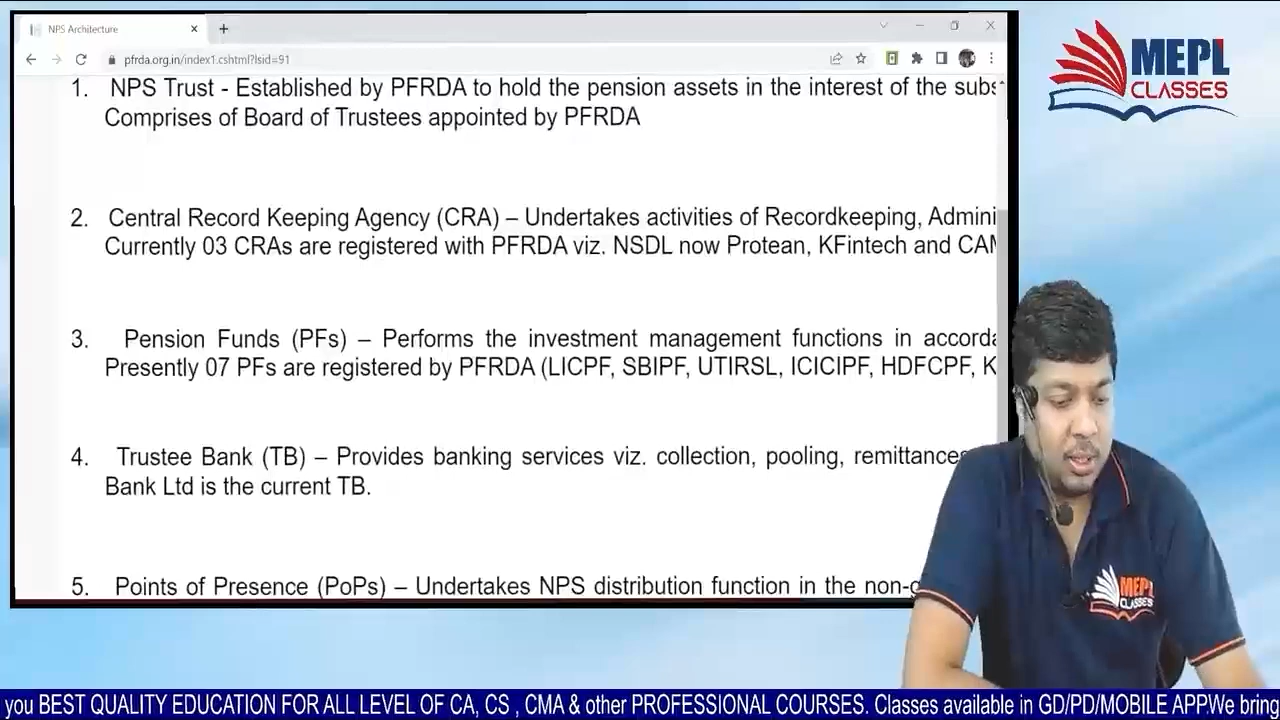 NPS Architecture
pfrda.org.in/index1.cshtml?lsid=91
1. NPS Trust - Established by PFRDA to hold the pension assets in the interest of the subs
Comprises of Board of Trustees appointed by PFRDA
2. Central Record Keeping Agency (CRA) – Undertakes activities of Recordkeeping, Admini
Currently 03 CRAs are registered with PFRDA viz. NSDL now Protean, KFintech and CAM
3. Pension Funds (PFs) – Performs the investment management functions in accorda
Presently 07 PFs are registered by PFRDA (LICPF, SBIPF, UTIRSL, ICICIPF, HDFCPF, K
4. Trustee Bank (TB) – Provides banking services viz. collection, pooling, remittances
Bank Ltd is the current TB.
5. Points of Presence (PoPs) – Undertakes NPS distribution function in the non-g
MEPL
CLASSES
MEPL
CLASSES
you BEST QUALITY EDUCATION FOR ALL LEVEL OF CA, CS , CMA & other PROFESSIONAL COURSES. Classes available in GD/PD/MOBILE APP.We bring